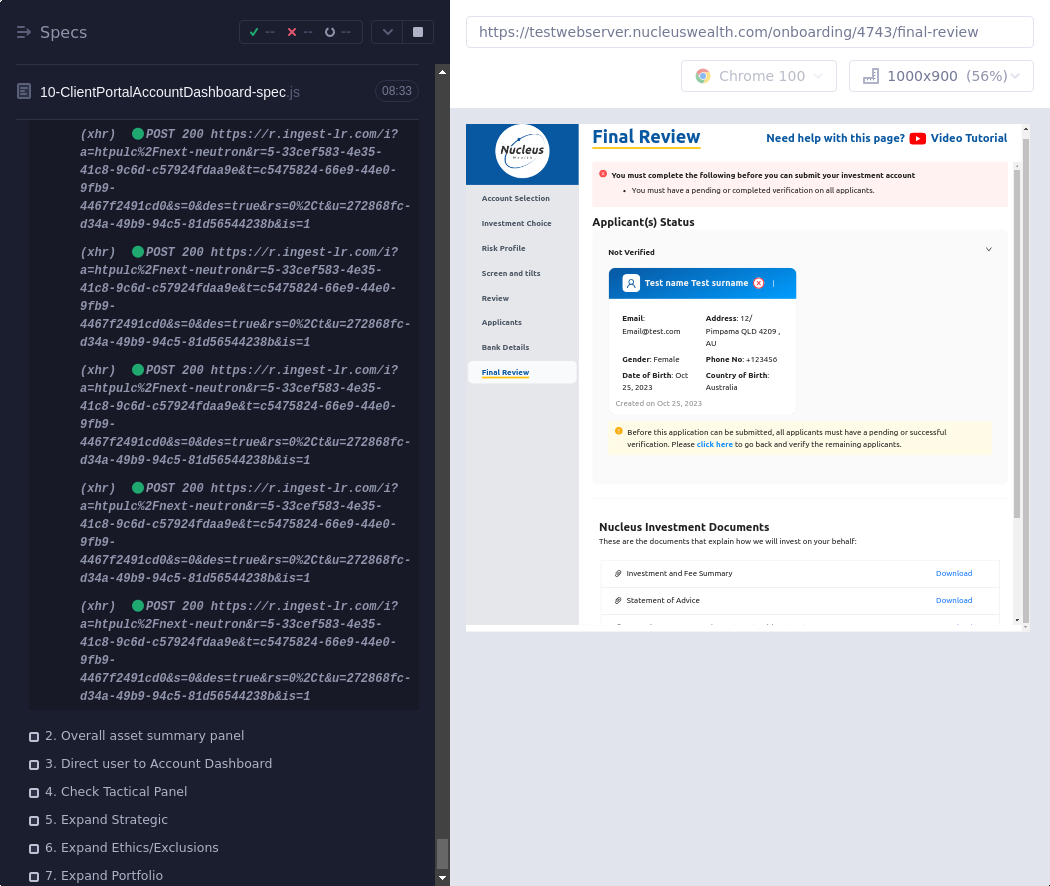 Specs
-- -- --
10-ClientPortalAccountDashboard-spec.js
08:33
(xhr) POST 200 https://r.ingest-lr.com/i?
a=htpulc%2Fnext-neutron&r=5-33cef583-4e35-
41c8-9c6d-c57924fdaa9e&t=c5475824-66e9-44e0-
9fb9-
4467f2491cd0&s=0&des=true&rs=0%2Ct&u=272868fc-
d34a-49b9-94c5-81d56544238b&is=1
(xhr) POST 200 https://r.ingest-lr.com/i?
a=htpulc%2Fnext-neutron&r=5-33cef583-4e35-
41c8-9c6d-c57924fdaa9e&t=c5475824-66e9-44e0-
9fb9-
4467f2491cd0&s=0&des=true&rs=0%2Ct&u=272868fc-
d34a-49b9-94c5-81d56544238b&is=1
(xhr) POST 200 https://r.ingest-lr.com/i?
a=htpulc%2Fnext-neutron&r=5-33cef583-4e35-
41c8-9c6d-c57924fdaa9e&t=c5475824-66e9-44e0-
9fb9-
4467f2491cd0&s=0&des=true&rs=0%2Ct&u=272868fc-
d34a-49b9-94c5-81d56544238b&is=1
(xhr) POST 200 https://r.ingest-lr.com/i?
a=htpulc%2Fnext-neutron&r=5-33cef583-4e35-
41c8-9c6d-c57924fdaa9e&t=c5475824-66e9-44e0-
9fb9-
4467f2491cd0&s=0&des=true&rs=0%2Ct&u=272868fc-
d34a-49b9-94c5-81d56544238b&is=1
(xhr) POST 200 https://r.ingest-lr.com/i?
a=htpulc%2Fnext-neutron&r=5-33cef583-4e35-
41c8-9c6d-c57924fdaa9e&t=c5475824-66e9-44e0-
9fb9-
4467f2491cd0&s=0&des=true&rs=0%2Ct&u=272868fc-
d34a-49b9-94c5-81d56544238b&is=1
2. Overall asset summary panel
3. Direct user to Account Dashboard
4. Check Tactical Panel
5. Expand Strategic
6. Expand Ethics/Exclusions
7. Expand Portfolio
https://testwebserver.nucleuswealth.com/onboarding/4743/final-review
Chrome 100
1000x900 (56%)
Nucleus
Wealth
Account Selection
Investment Choice
Risk Profile
Screen and tilts
Review
Applicants
Bank Details
Final Review
Final Review
Need help with this page? Video Tutorial
You must complete the following before you can submit your investment account
• You must have a pending or completed verification on all applicants.
Applicant(s) Status
Not Verified
Test name Test surname
Email:
Email@test.com
Address: 12/
Pimpama QLD 4209 ,
AU
Gender: Female
Phone No: +123456
Date of Birth: Oct
25, 2023
Country of Birth:
Australia
Created on Oct 25, 2023
Before this application can be submitted, all applicants must have a pending or successful
verification. Please click here to go back and verify the remaining applicants.
Nucleus Investment Documents
These are the documents that explain how we will invest on your behalf:
Investment and Fee Summary Download
Statement of Advice Download